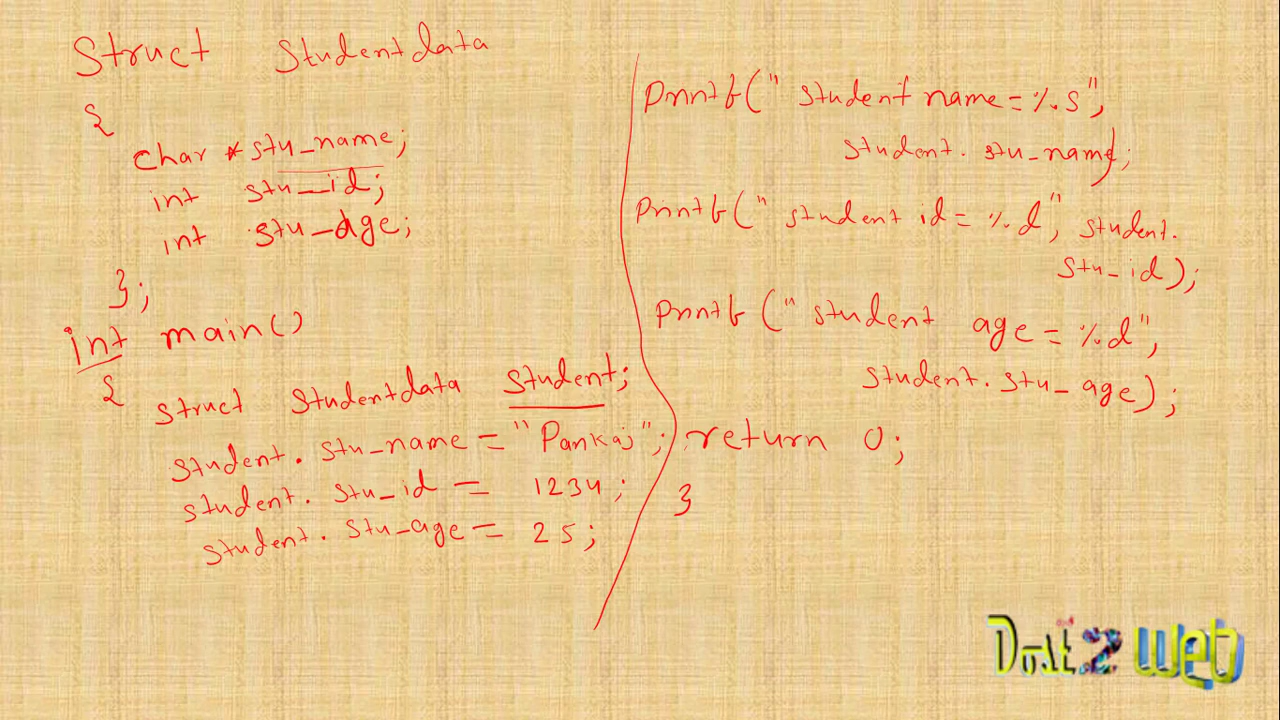 Struct Studentdata
{
char *stu_name;
int stu_id;
int stu_age;
};
int main()
{
struct studentdata student;
student. stu_name = "Pankaj";
student. stu_id = 1234;
student. stu_age = 25;
printf(" student name = %s",
student. stu_name);
printf(" student id = %d", student.
stu_id);
printf (" student age = %d",
student. stu_age);
return 0;
}
2 Web